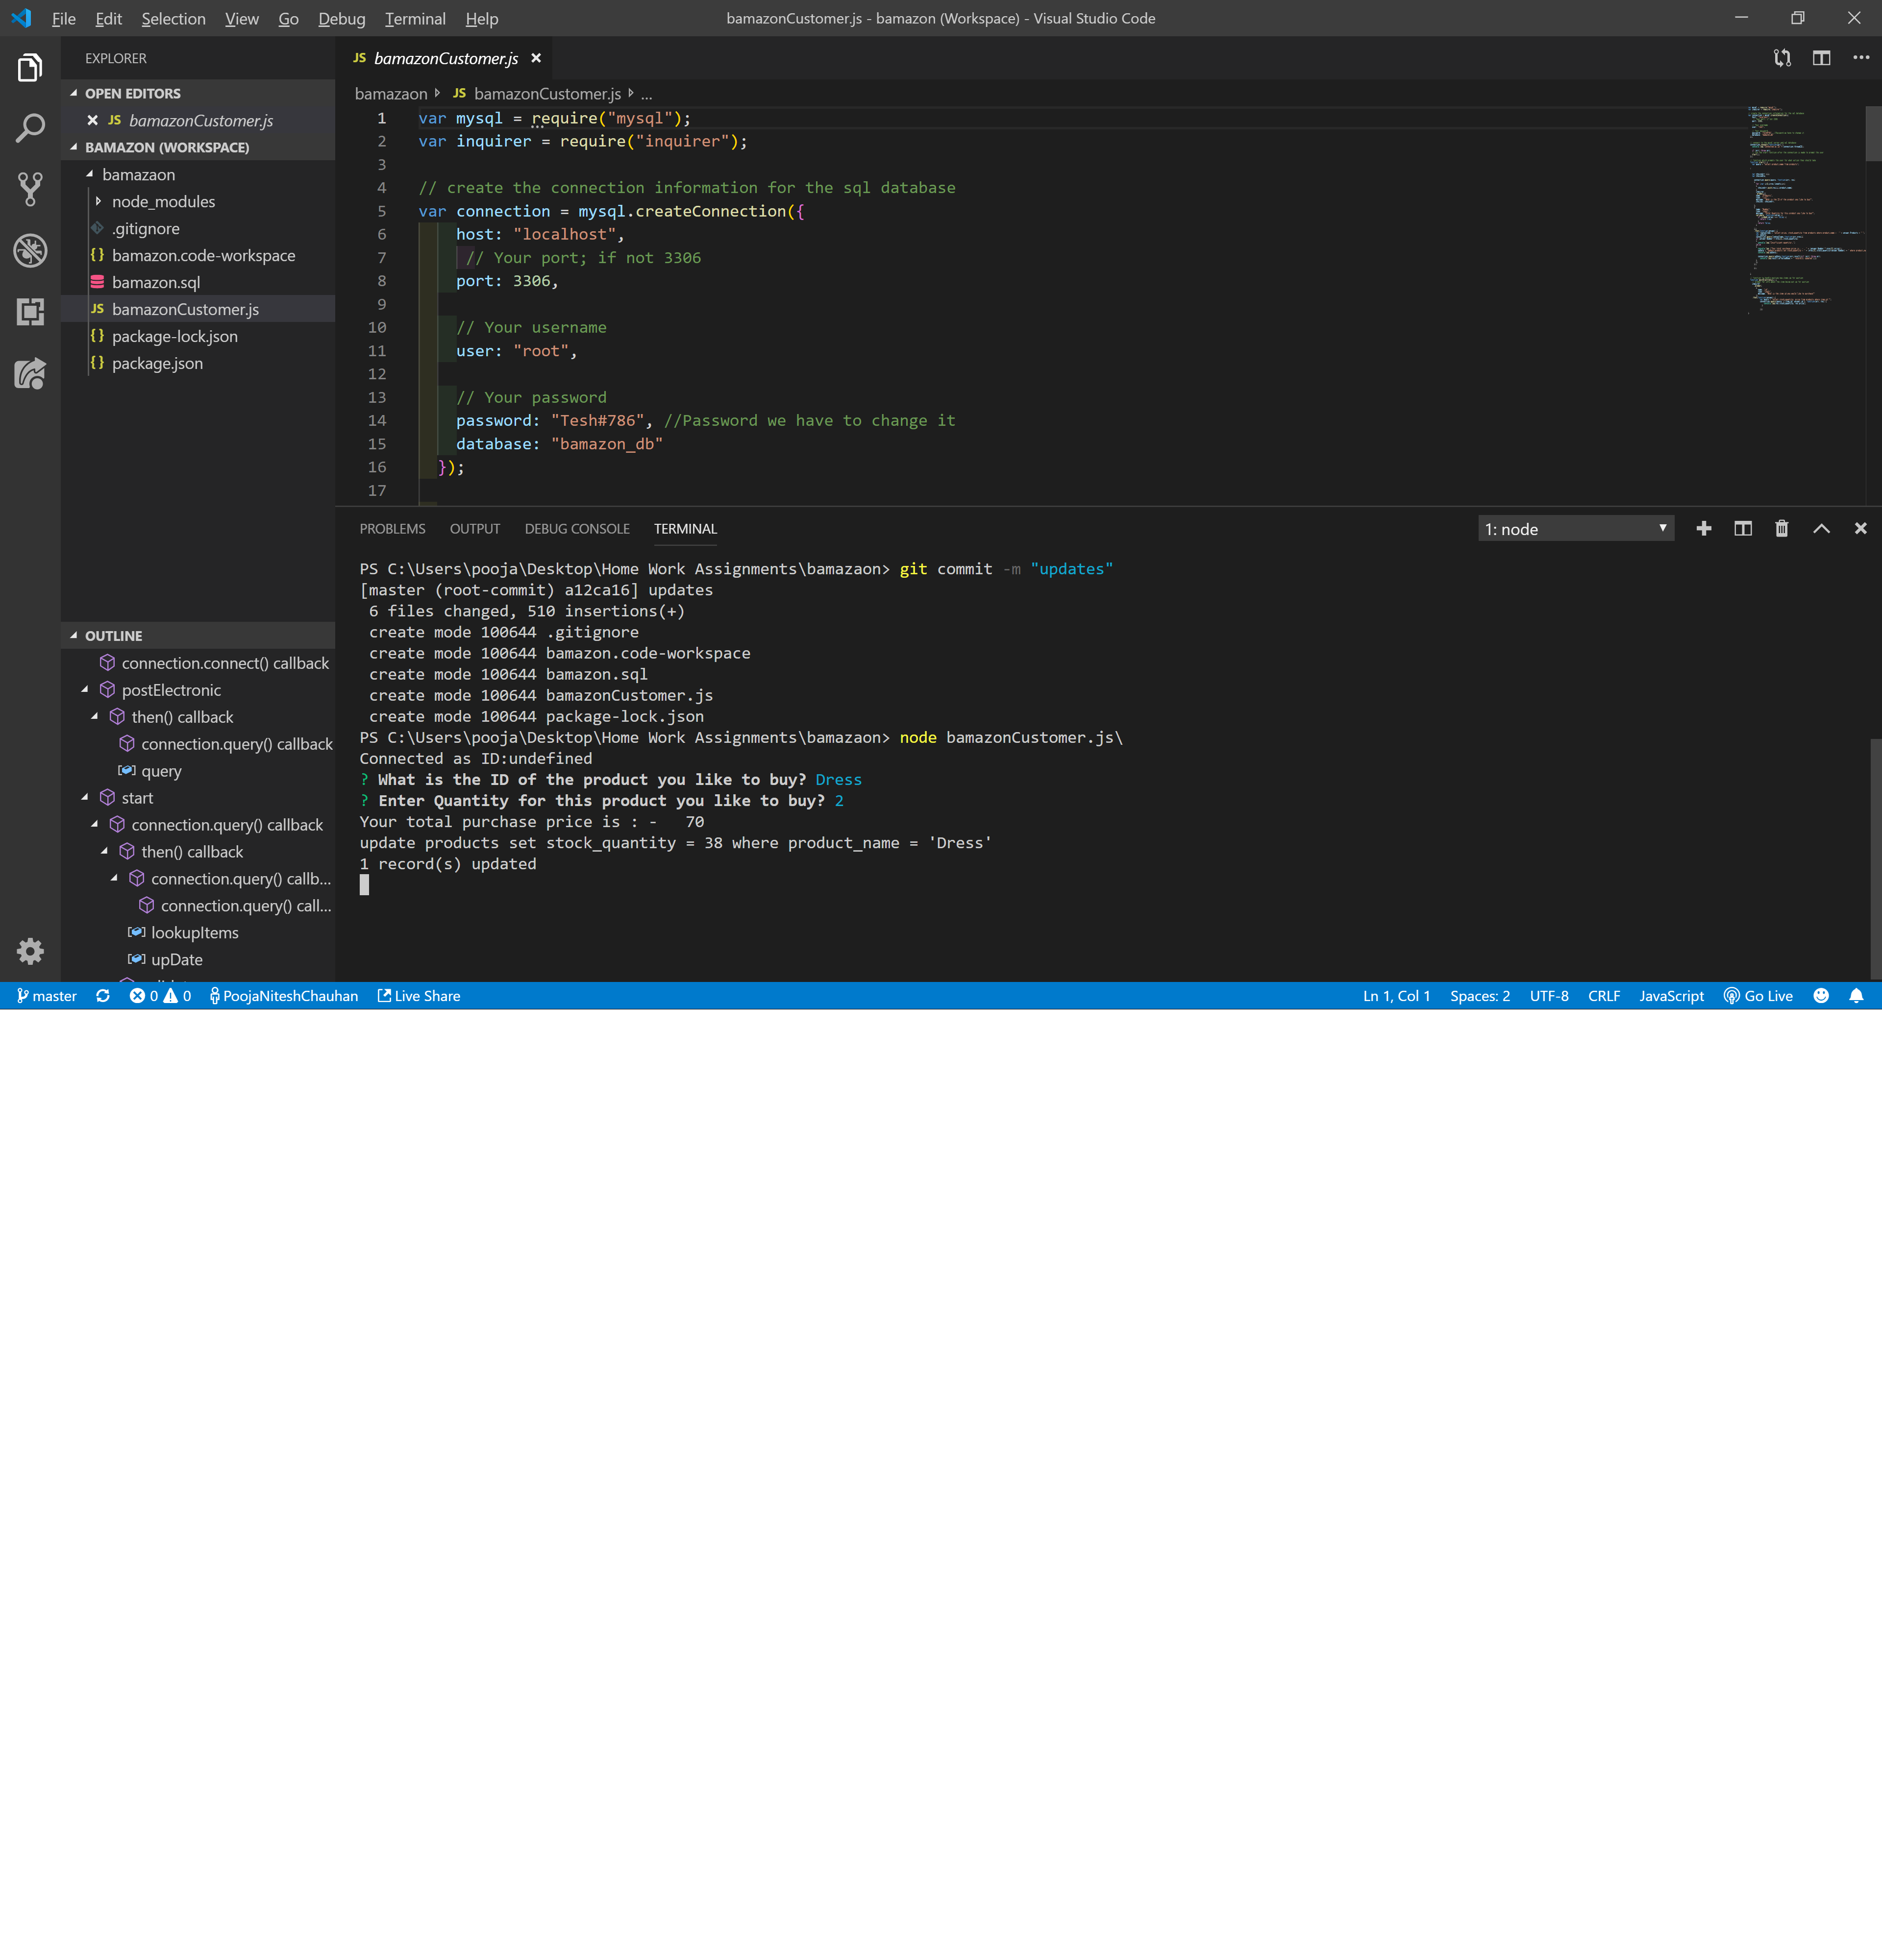 File Edit Selection View Go Debug Terminal Help
bamazonCustomer.js - bamazon (Workspace) - Visual Studio Code
EXPLORER
OPEN EDITORS
JS bamazonCustomer.js
BAMAZON (WORKSPACE)
bamazaon
node_modules
.gitignore
{} bamazon.code-workspace
bamazon.sql
JS bamazonCustomer.js
{} package-lock.json
{} package.json
OUTLINE
connection.connect() callback
postElectronic
then() callback
connection.query() callback
query
start
connection.query() callback
then() callback
connection.query() callb...
connection.query() call...
lookupItems
upDate
JS bamazonCustomer.js
bamazaon JS bamazonCustomer.js ...
1 var mysql = require("mysql");
2 var inquirer = require("inquirer");
3
4 // create the connection information for the sql database
5 var connection = mysql.createConnection({
6 host: "localhost",
7 // Your port; if not 3306
8 port: 3306,
9
10 // Your username
11 user: "root",
12
13 // Your password
14 password: "Tesh#786", //Password we have to change it
15 database: "bamazon_db"
16 });
17
PROBLEMS OUTPUT DEBUG CONSOLE TERMINAL
1: node
PS C:\Users\pooja\Desktop\Home Work Assignments\bamazaon> git commit -m "updates"
[master (root-commit) a12ca16] updates
6 files changed, 510 insertions(+)
create mode 100644 .gitignore
create mode 100644 bamazon.code-workspace
create mode 100644 bamazon.sql
create mode 100644 bamazonCustomer.js
create mode 100644 package-lock.json
PS C:\Users\pooja\Desktop\Home Work Assignments\bamazaon> node bamazonCustomer.js\
Connected as ID:undefined
? What is the ID of the product you like to buy? Dress
? Enter Quantity for this product you like to buy? 2
Your total purchase price is : - 70
update products set stock_quantity = 38 where product_name = 'Dress'
1 record(s) updated
master 0 0 PoojaNiteshChauhan Live Share
Ln 1, Col 1 Spaces: 2 UTF-8 CRLF JavaScript Go Live